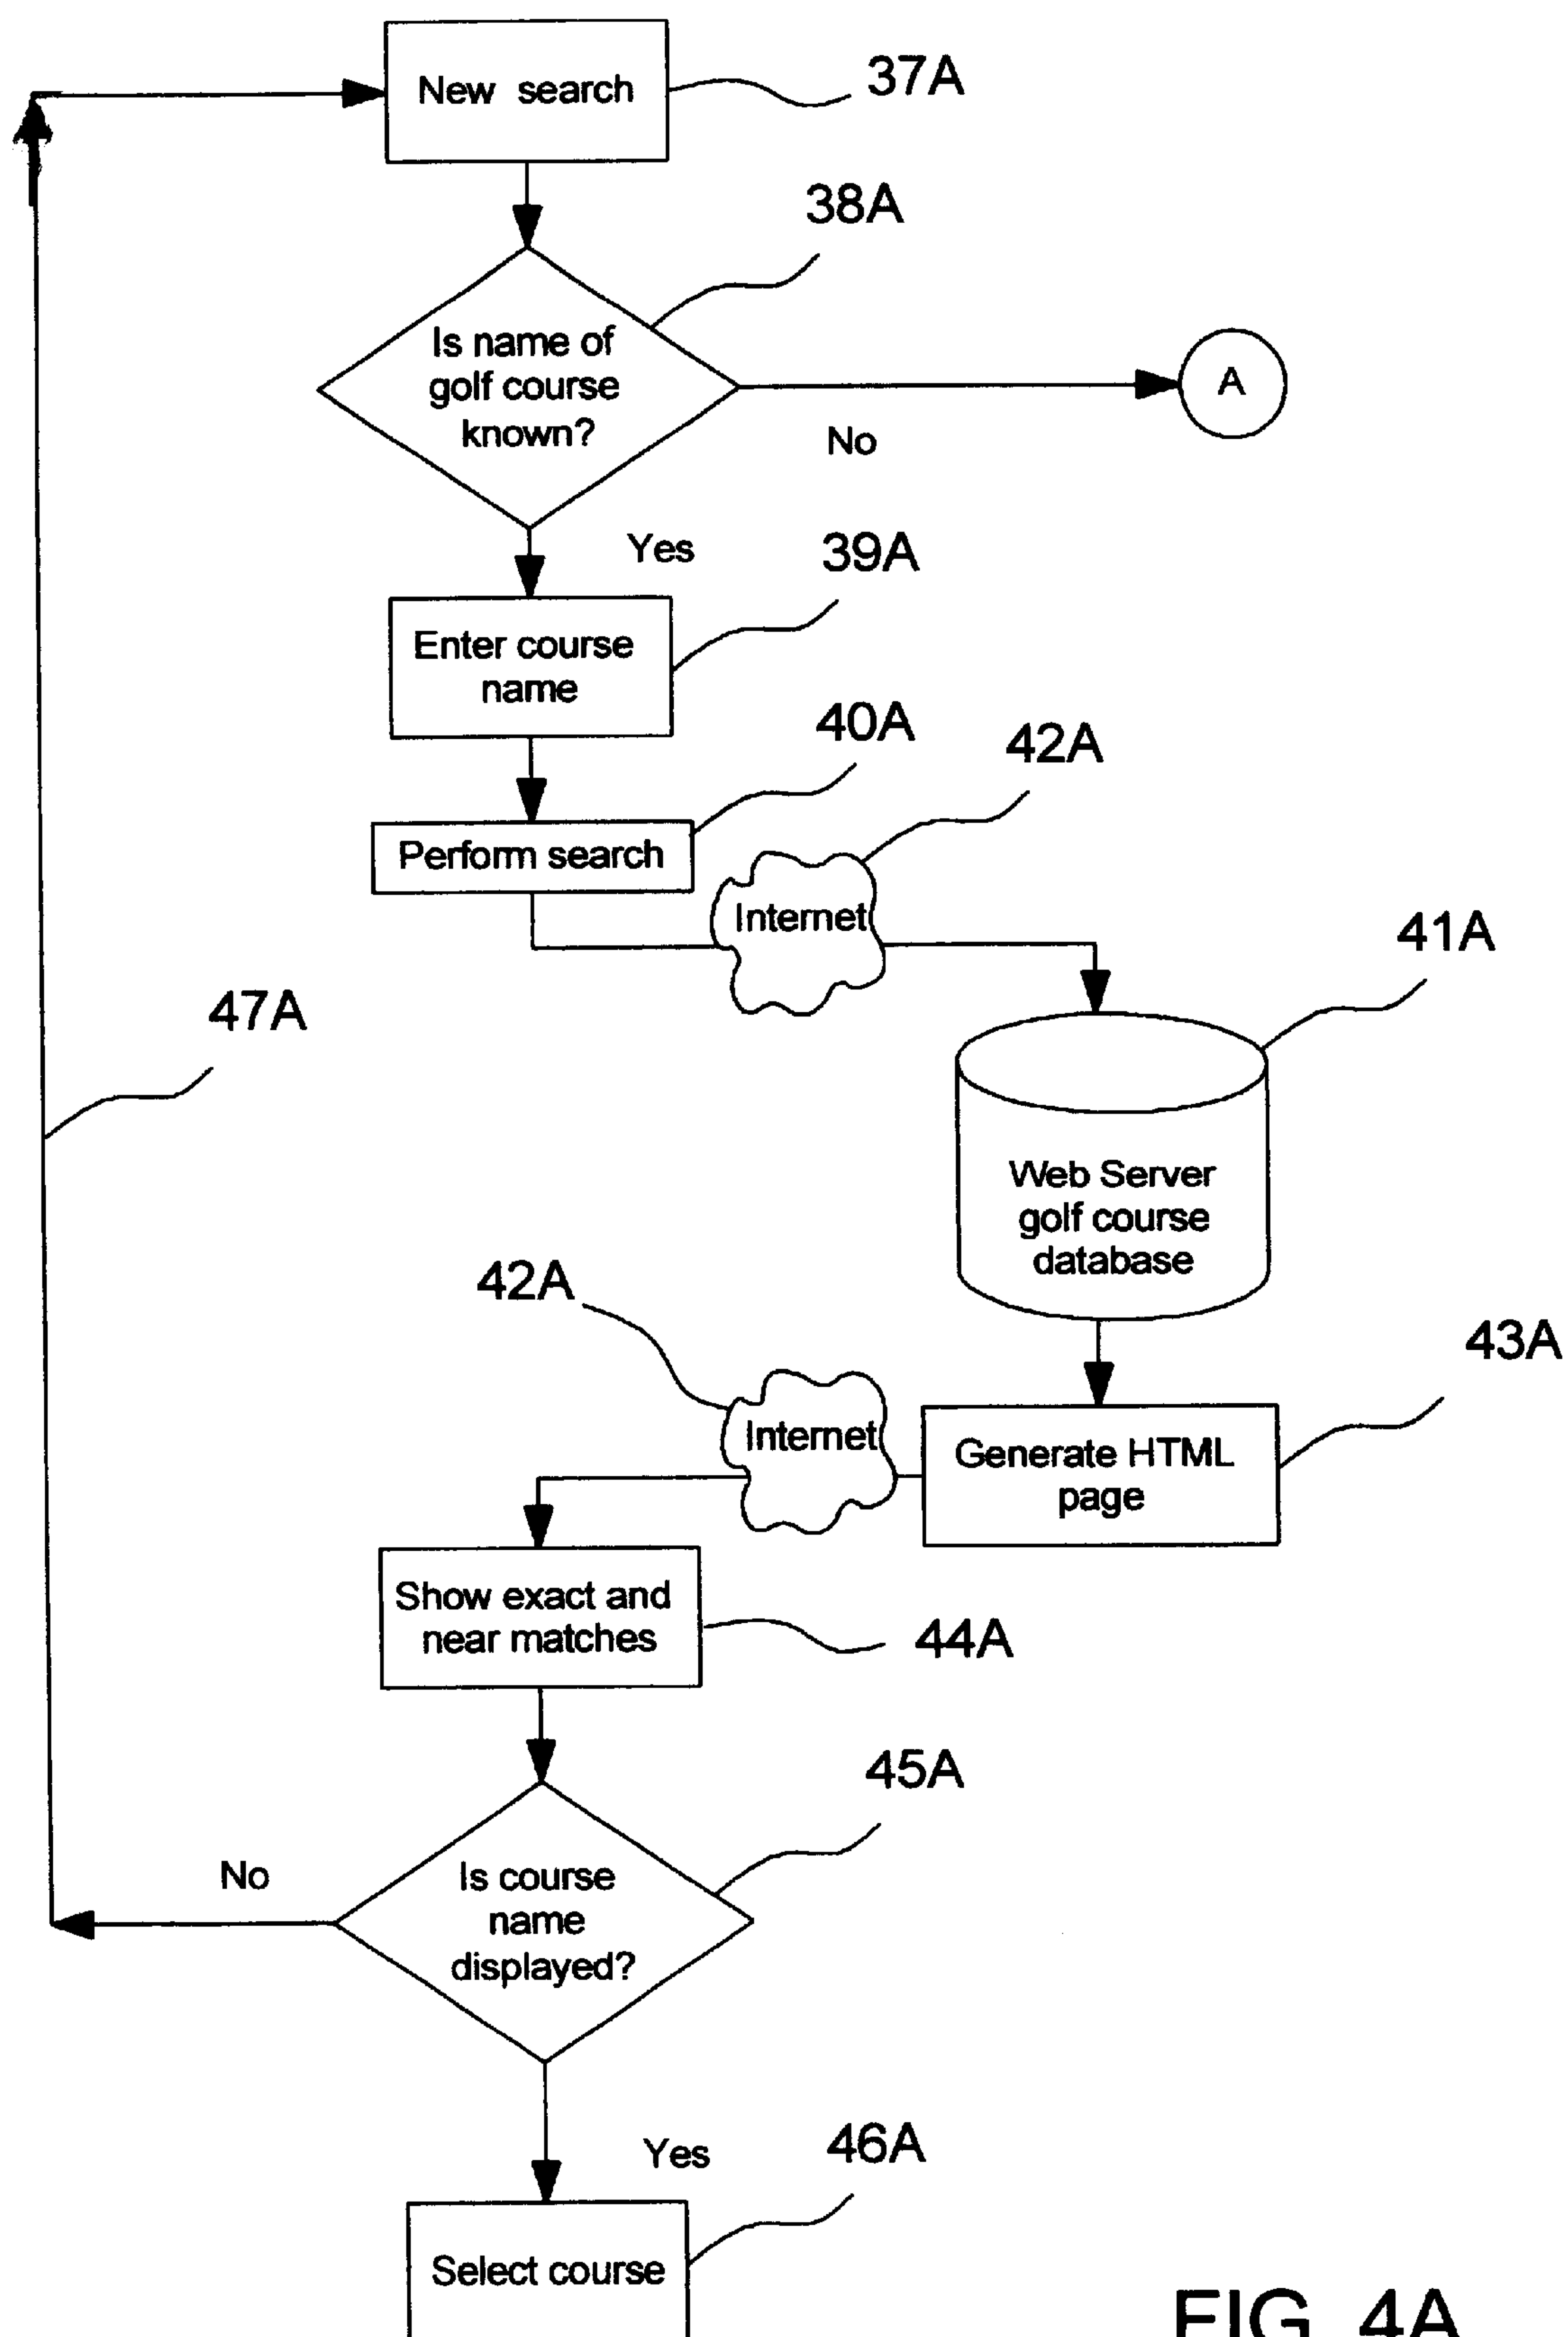 New search
37A
38A
Is name of
golf course
known?
A
No
Yes
39A
Enter course
name
40A
42A
Perform search
Internet
41A
47A
Web Server
golf course
database
42A
43A
Internet
Generate HTML
page
Show exact and
near matches
44A
45A
No
Is course
name
displayed?
Yes
46A
Select course
FIG. 4A